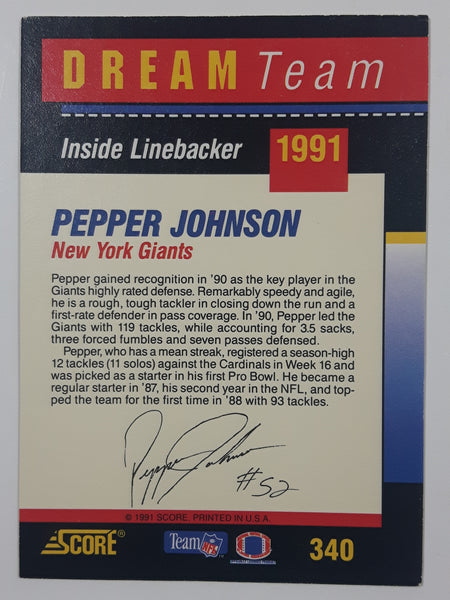 DREAM Team
Inside Linebacker
1991
PEPPER JOHNSON
New York Giants
Pepper gained recognition in '90 as the key player in the
Giants highly rated defense. Remarkably speedy and agile,
he is a rough, tough tackler in closing down the run and a
first-rate defender in pass coverage. In '90, Pepper led the
Giants with 119 tackles, while accounting for 3.5 sacks,
three forced fumbles and seven passes defensed.
Pepper, who has a mean streak, registered a season-high
12 tackles (11 solos) against the Cardinals in Week 16 and
was picked as a starter in his first Pro Bowl. He became a
regular starter in '87, his second year in the NFL, and top-
ped the team for the first time in '88 with 93 tackles.
Pepper Johnson
#52
© 1991 SCORE, PRINTED IN U.S.A.
SCORE®
Team NFL
340